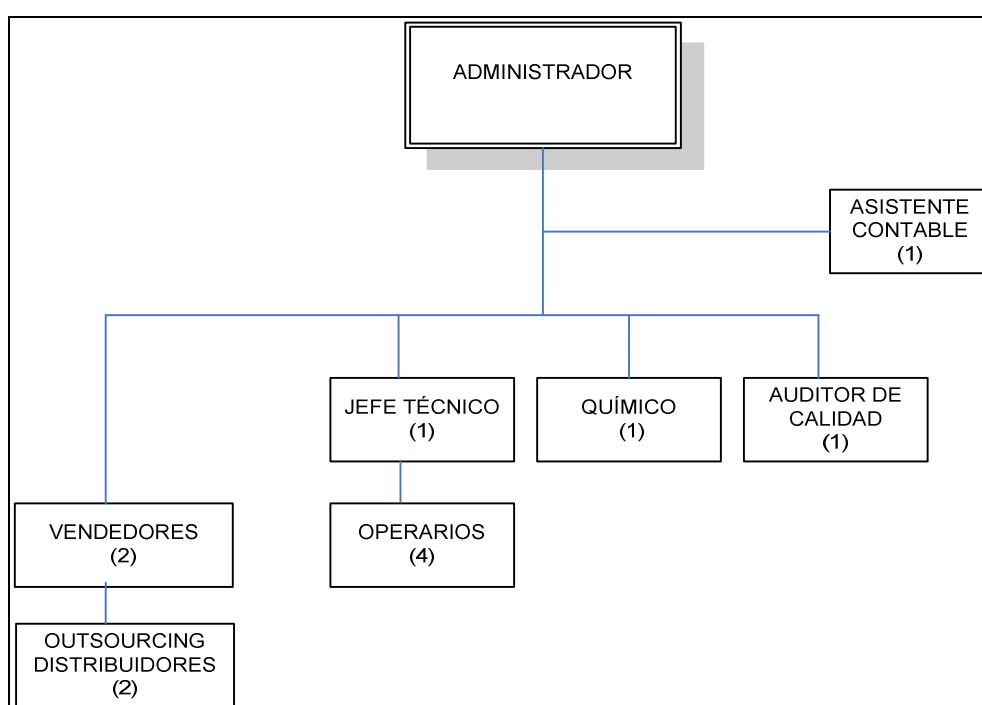 ADMINISTRADOR
ASISTENTE
CONTABLE
(1)
JEFE TÉCNICO
(1)
QUÍMICO
(1)
AUDITOR DE
CALIDAD
(1)
VENDEDORES
(2)
OPERARIOS
(4)
OUTSOURCING
DISTRIBUIDORES
(2)